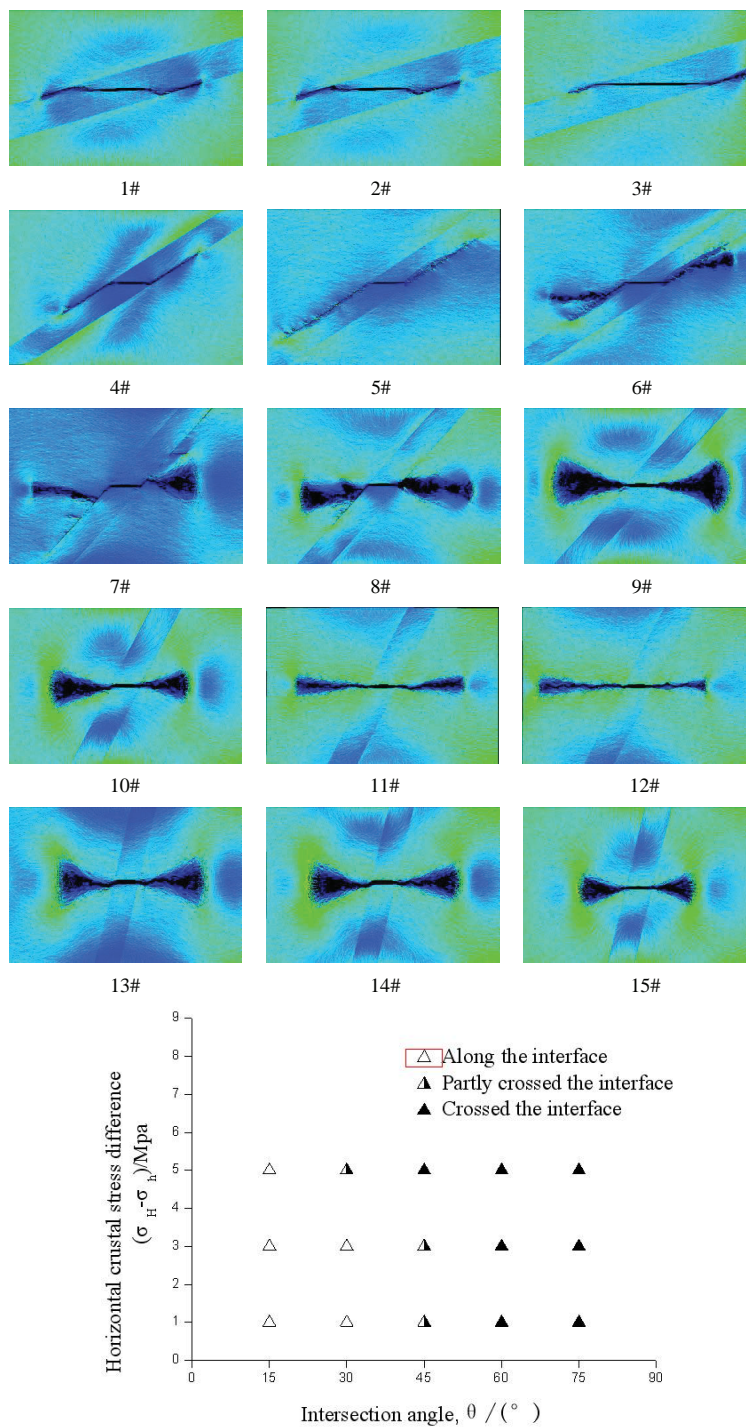 1# 2# 3#
4# 5# 6#
7# 8# 9#
10# 11# 12#
13# 14# 15#
Horizontal crustal stress difference
(σ H-σ h)/Mpa
9
8
7
6
5
4
3
2
1
0
△ Along the interface
Partly crossed the interface
▲ Crossed the interface
0 15 30 45 60 75 90
Intersection angle, θ /(°)